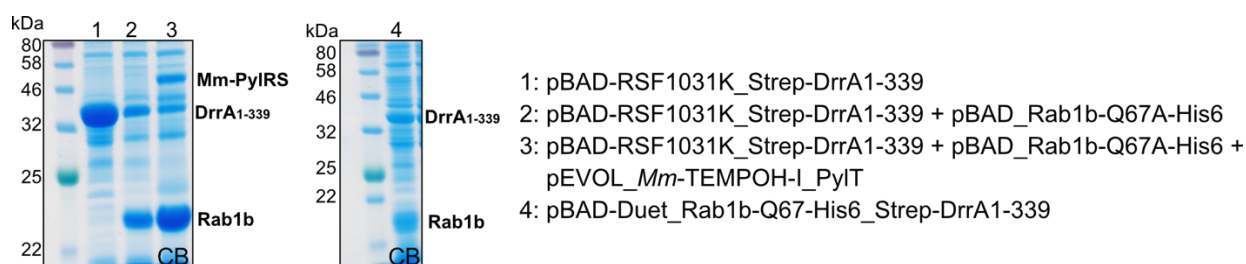 kDa
1 2 3
80
58
46
32
25
22
Mm-PylRS
DrrA1-339
Rab1b
CB
kDa
4
80
58
46
32
25
22
DrrA1-339
Rab1b
CB
1: pBAD-RSF1031K_Strep-DrrA1-339
2: pBAD-RSF1031K_Strep-DrrA1-339 + pBAD_Rab1b-Q67A-His6
3: pBAD-RSF1031K_Strep-DrrA1-339 + pBAD_Rab1b-Q67A-His6 +
pEVOL_Mm-TEMPOH-I_PylT
4: pBAD-Duet_Rab1b-Q67-His6_Strep-DrrA1-339